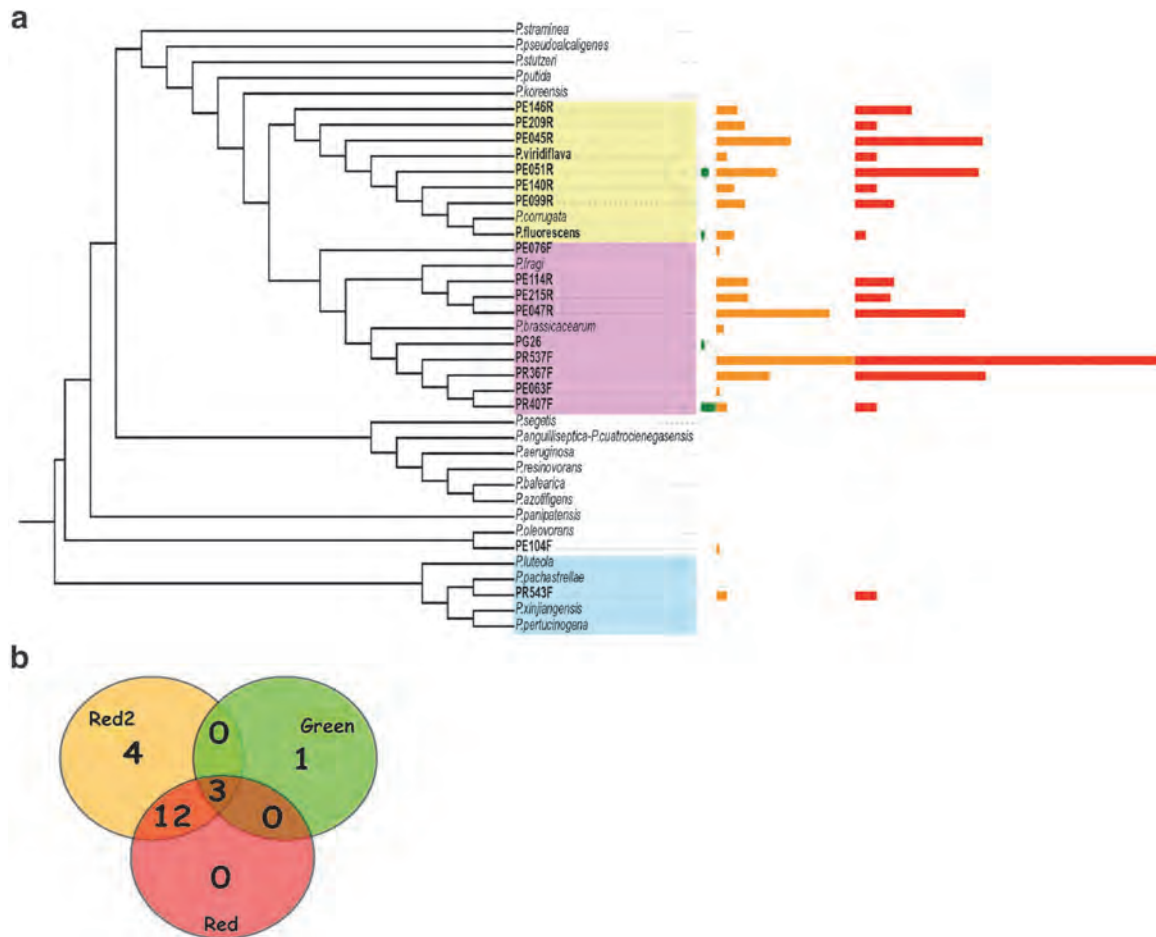 a
P.straminea
P.pseudoalcaligenes
P.stutzeri
P.putida
P.koreensis
PE146R
PE209R
PE045R
P.viridiflava
PE051R
PE140R
PE099R
P.corrugata
P.fluorescens
PE076F
P.fragi
PE114R
PE215R
PE047R
P.brassicacearum
PG26
PR537F
PR367F
PE063F
PR407F
P.segetis
P.anguilliseptica-P.cuatrocienegasensis
P.aeruginosa
P.resinovorans
P.balearica
P.azotifigens
P.panipatensis
P.oleovorans
PE104F
P.luteola
P.pachastrellae
PR543F
P.xinjiangensis
P.pertucinogena
b
Red2
4
0
Green
1
3
12
0
0
Red